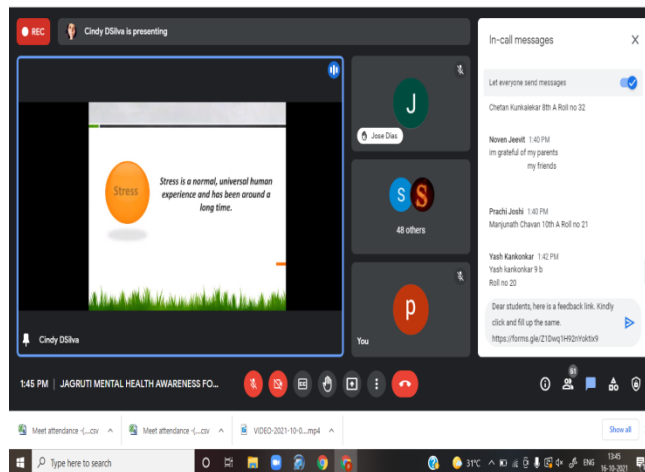 REC
Cindy DSilva is presenting
Stress
Stress is a normal, universal human
experience and has been around a
long time.
Cindy DSilva
J
Jose Dias
S S
48 others
p
You
In-call messages
Let everyone send messages
Chetan Kunkalekar 8th A Roll no 32
Noven Jeevit 1:40 PM
im grateful of my parents
my friends
Prachi Joshi 1:40 PM
Manjunath Chavan 10th A Roll no 21
Yash Kankonkar 1:42 PM
Yash kankonkar 9 b
Roll no 20
Dear students, here is a feedback link. Kindly
click and fill up the same.
https://forms.gle/Z1Dwq1H92nYoktix9
1:45 PM | JAGRUTI MENTAL HEALTH AWARENESS FO...
51
Meet attendance -(....csv
Meet attendance -(....csv
VIDEO-2021-10-0....mp4
Show all
Type here to search
31°C
ENG
13:45
16-10-2021